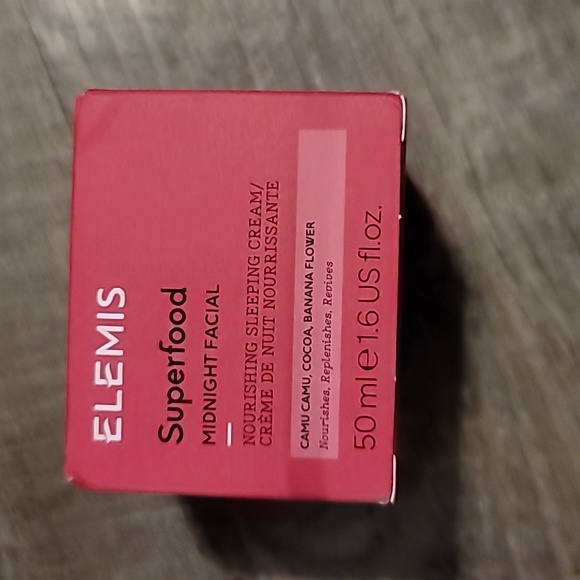 ELEMIS
Superfood
MIDNIGHT FACIAL
NOURISHING SLEEPING CREAM/
CRÈME DE NUIT NOURRISSANTE
CAMU CAMU, COCOA, BANANA FLOWER
Nourishes, Replenishes, Revives
50 ml ℮ 1.6 US fl.oz.